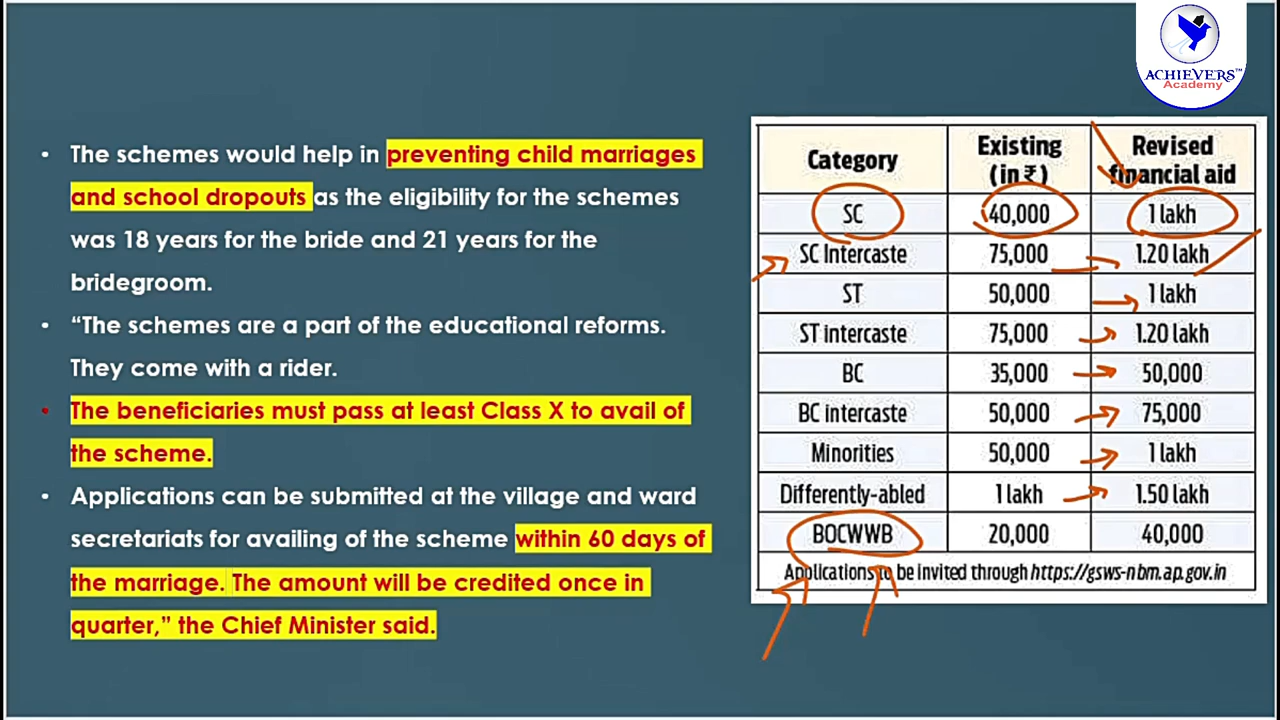 ACHIEVERS™
Academy
• The schemes would help in preventing child marriages
and school dropouts as the eligibility for the schemes
was 18 years for the bride and 21 years for the
bridegroom.
• “The schemes are a part of the educational reforms.
They come with a rider.
• The beneficiaries must pass at least Class X to avail of
the scheme.
• Applications can be submitted at the village and ward
secretariats for availing of the scheme within 60 days of
the marriage. The amount will be credited once in
quarter,” the Chief Minister said.
Category Existing (in ₹) Revised financial aid
SC 40,000 1 lakh
SC Intercaste 75,000 1.20 lakh
ST 50,000 1 lakh
ST intercaste 75,000 1.20 lakh
BC 35,000 50,000
BC intercaste 50,000 75,000
Minorities 50,000 1 lakh
Differently-abled 1 lakh 1.50 lakh
BOCWWB 20,000 40,000
Applications to be invited through https://gsws-nbm.ap.gov.in